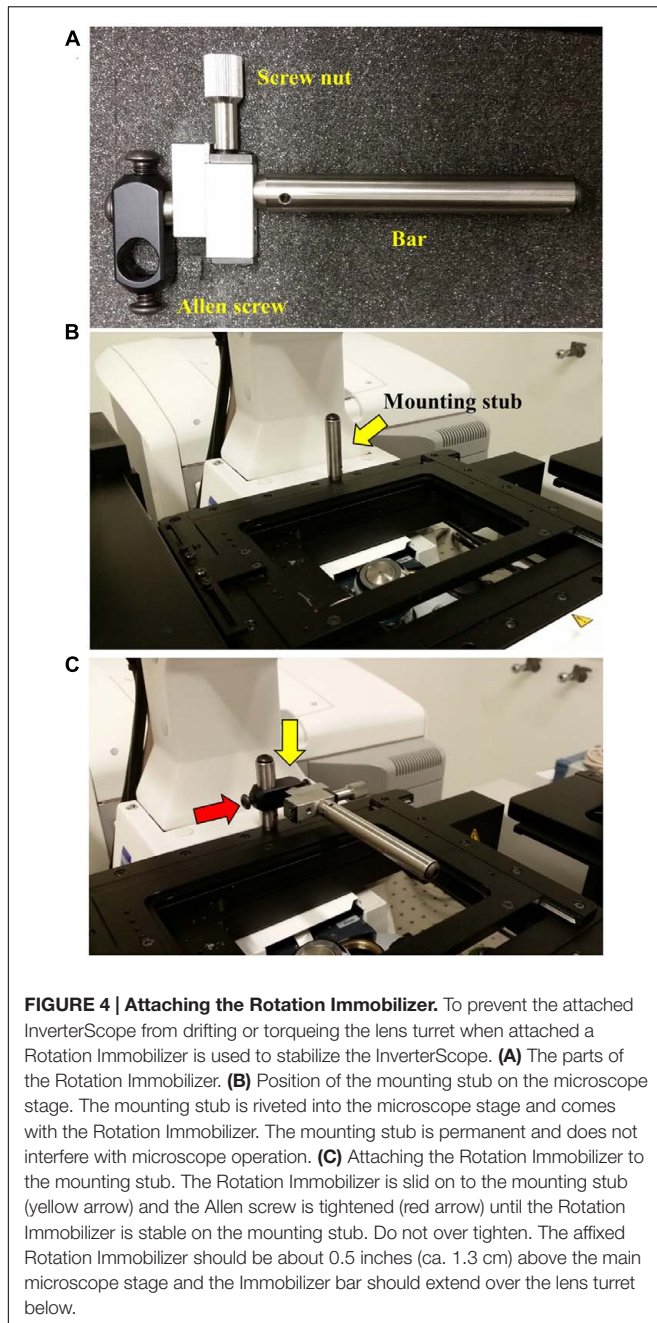 A
Screw nut
Bar
Allen screw
B
Mounting stub
C
FIGURE 4 | Attaching the Rotation Immobilizer. To prevent the attached
InverterScope from drifting or torqueing the lens turret when attached a
Rotation Immobilizer is used to stabilize the InverterScope. (A) The parts of
the Rotation Immobilizer. (B) Position of the mounting stub on the microscope
stage. The mounting stub is riveted into the microscope stage and comes
with the Rotation Immobilizer. The mounting stub is permanent and does not
interfere with microscope operation. (C) Attaching the Rotation Immobilizer to
the mounting stub. The Rotation Immobilizer is slid on to the mounting stub
(yellow arrow) and the Allen screw is tightened (red arrow) until the Rotation
Immobilizer is stable on the mounting stub. Do not over tighten. The affixed
Rotation Immobilizer should be about 0.5 inches (ca. 1.3 cm) above the main
microscope stage and the Immobilizer bar should extend over the lens turret
below.